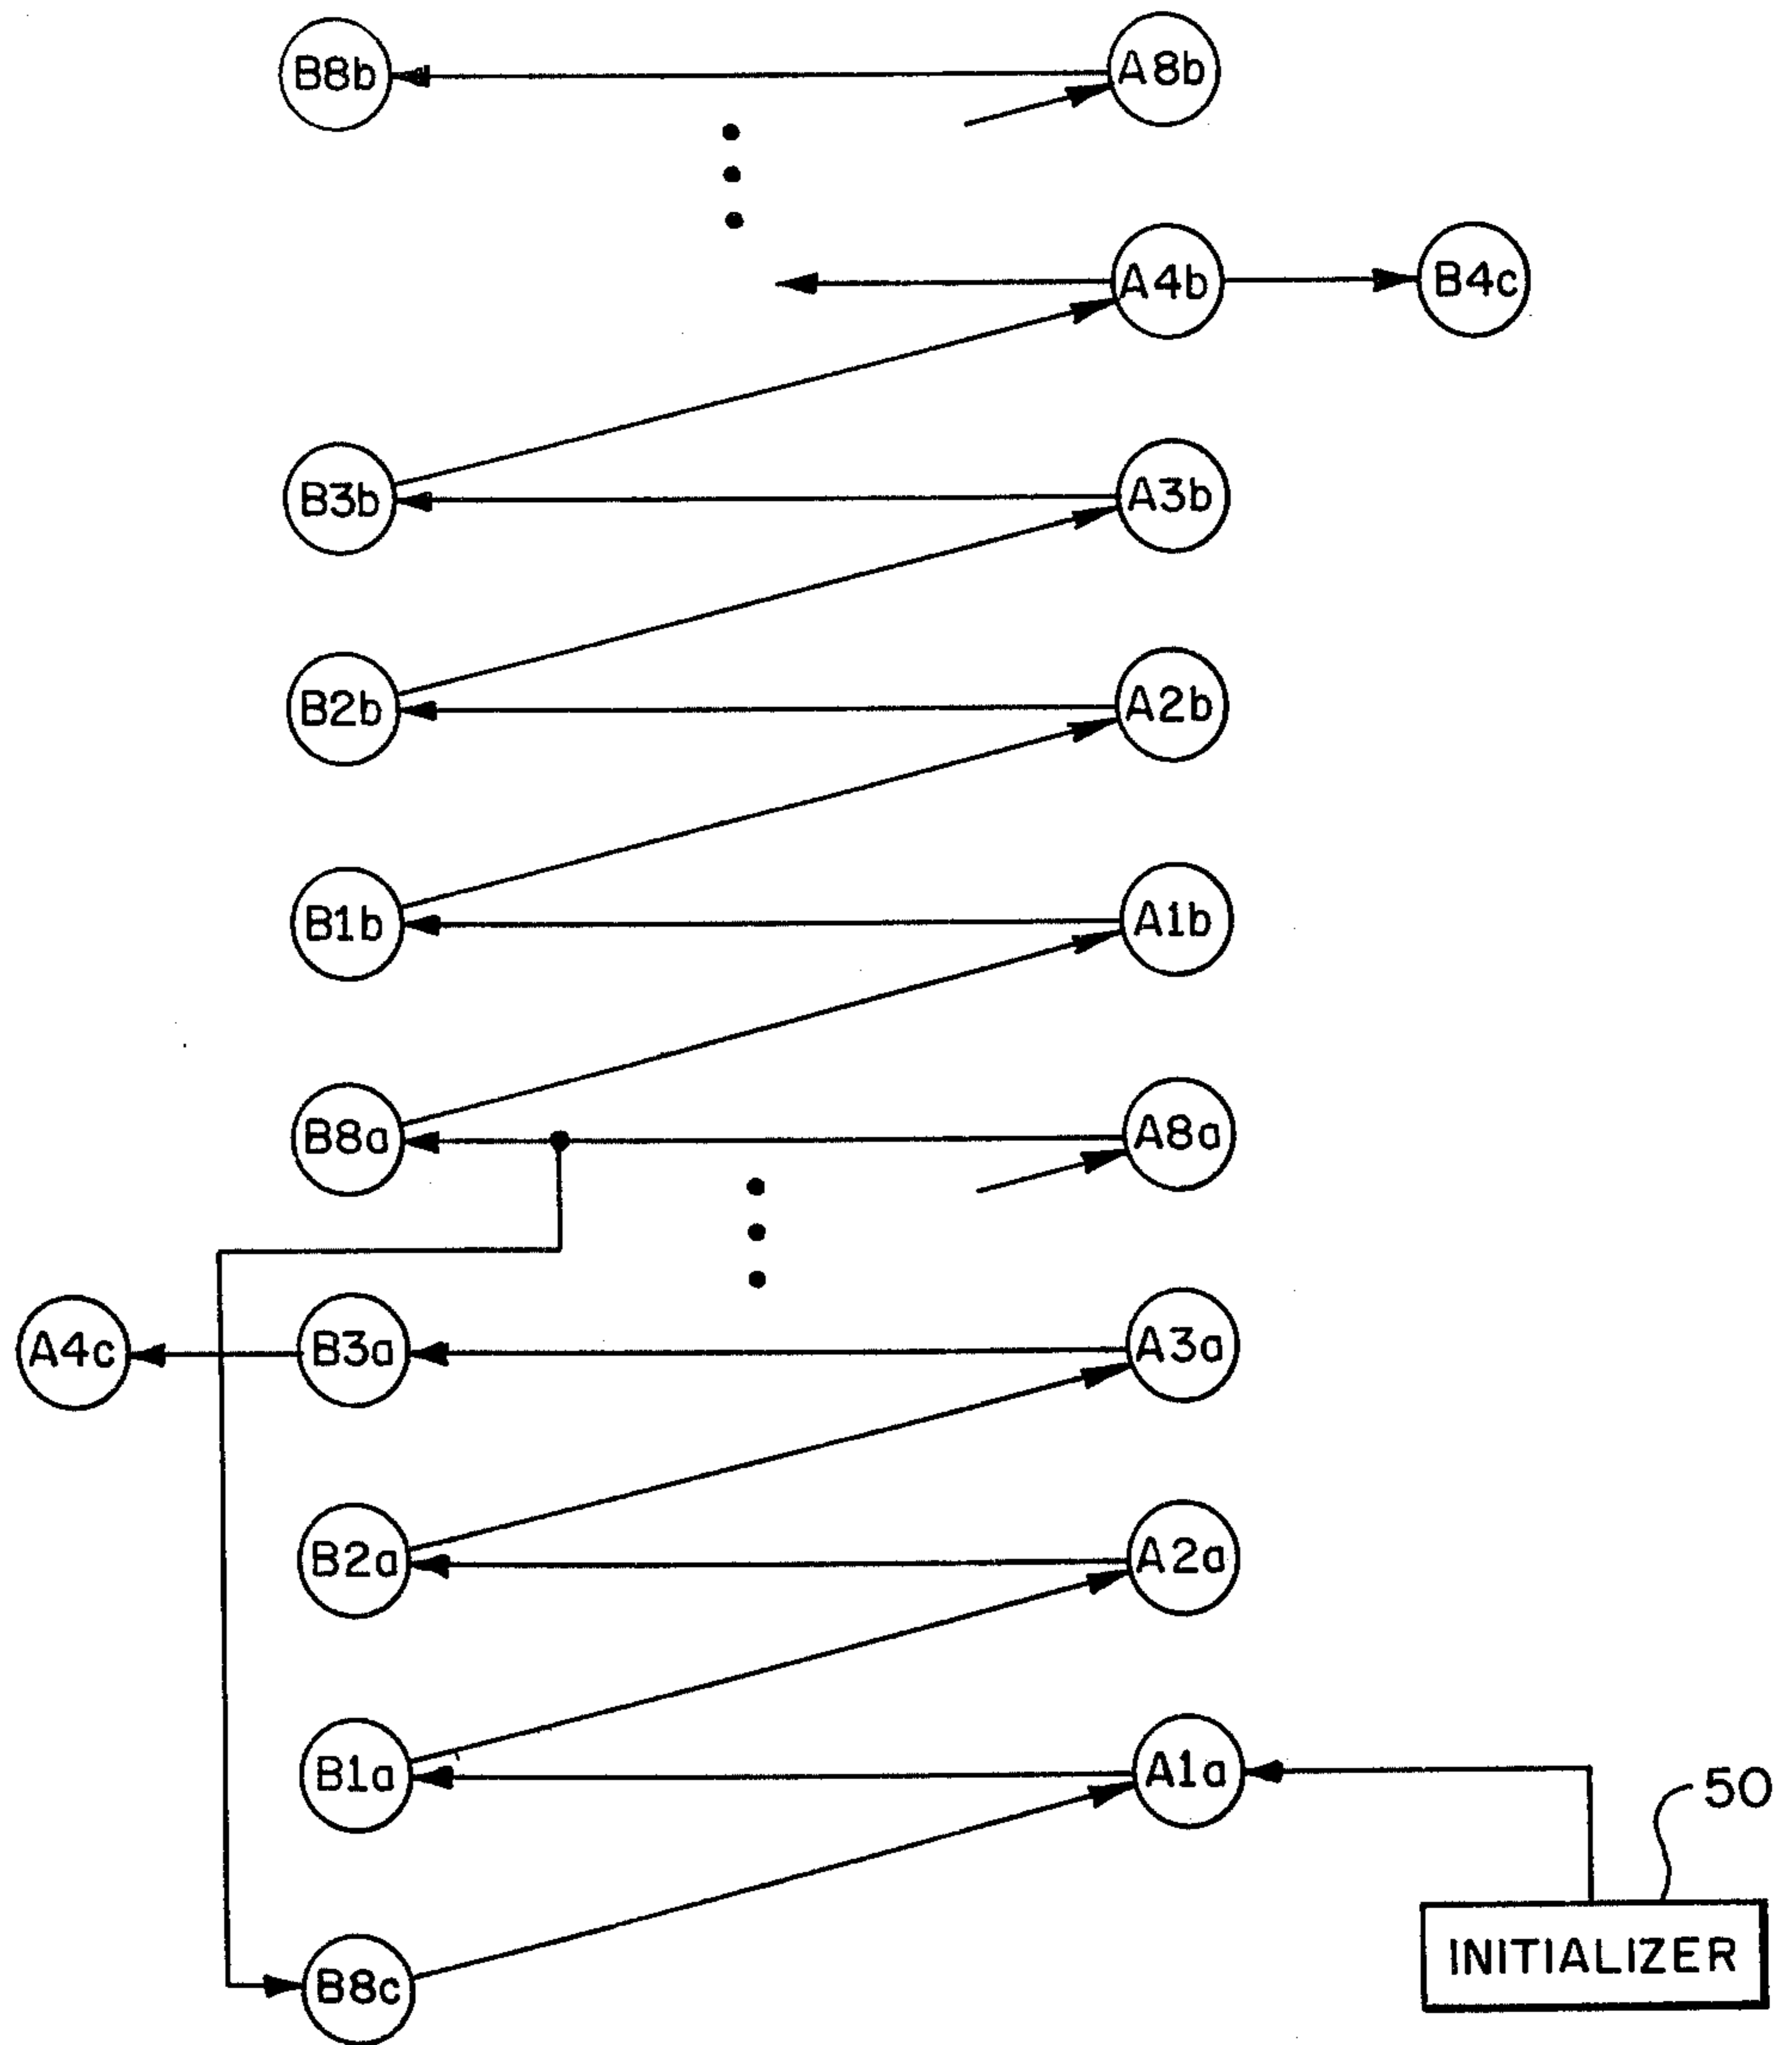 B8b A8b
A4b B4c
B3b A3b
B2b A2b
B1b A1b
B8a A8a
A4c B3a A3a
B2a A2a
B1a A1a
50
INITIALIZER
B8c